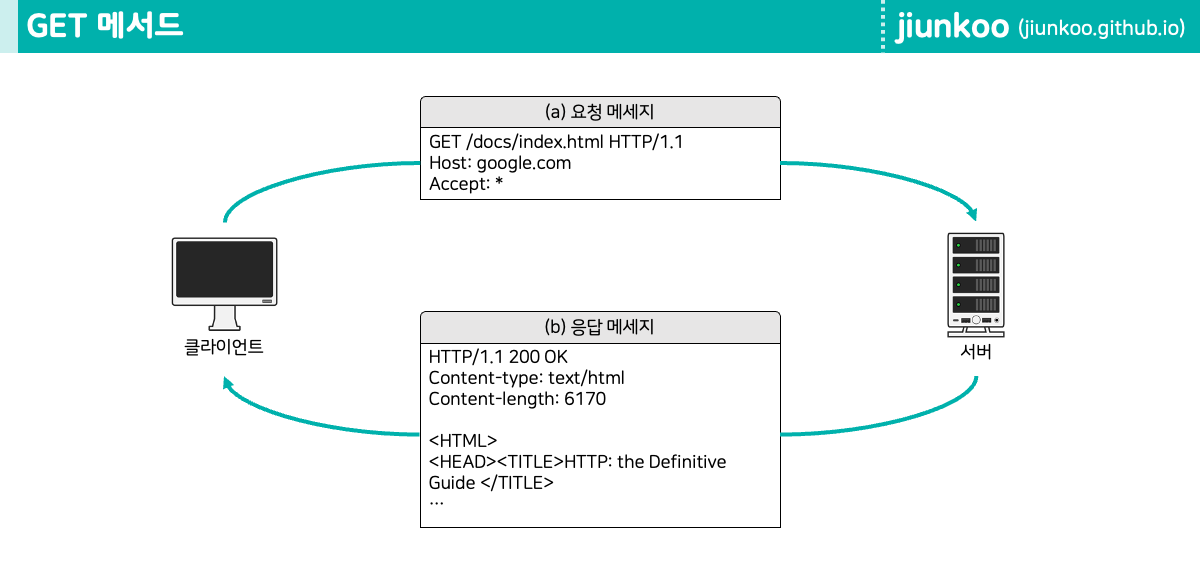 GET 메서드
jiunkoo (jiunkoo.github.io)
(a) 요청 메세지
GET /docs/index.html HTTP/1.1
Host: google.com
Accept: *
클라이언트
서버
(b) 응답 메세지
HTTP/1.1 200 OK
Content-type: text/html
Content-length: 6170
<HTML>
<HEAD><TITLE>HTTP: the Definitive
Guide </TITLE>
…